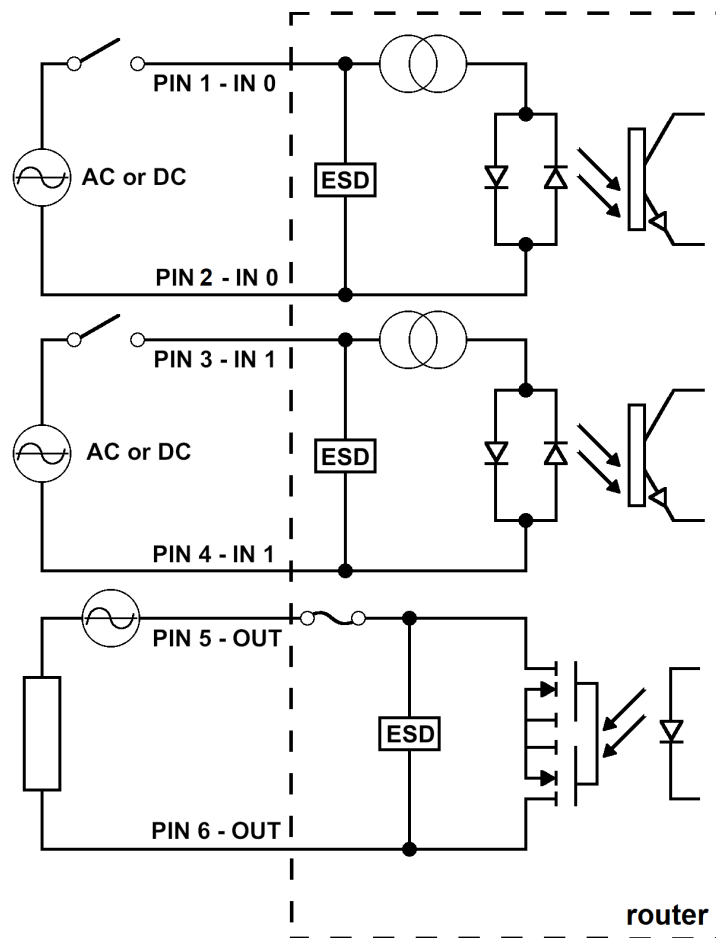 PIN 1 - IN 0
AC or DC
ESD
PIN 2 - IN 0
PIN 3 - IN 1
AC or DC
ESD
PIN 4 - IN 1
PIN 5 - OUT
ESD
PIN 6 - OUT
router